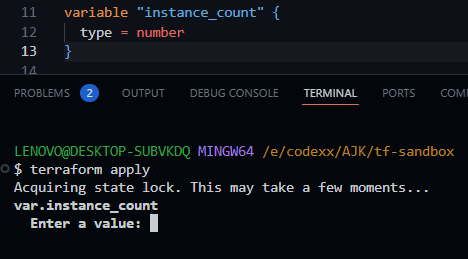 11 variable "instance_count" {
12 type = number
13 }
14
PROBLEMS 2 OUTPUT DEBUG CONSOLE TERMINAL PORTS COM
LENOVO@DESKTOP-SUBVKDQ MINGW64 /e/codexx/AJK/tf-sandbox
$ terraform apply
Acquiring state lock. This may take a few moments...
var.instance_count
Enter a value: